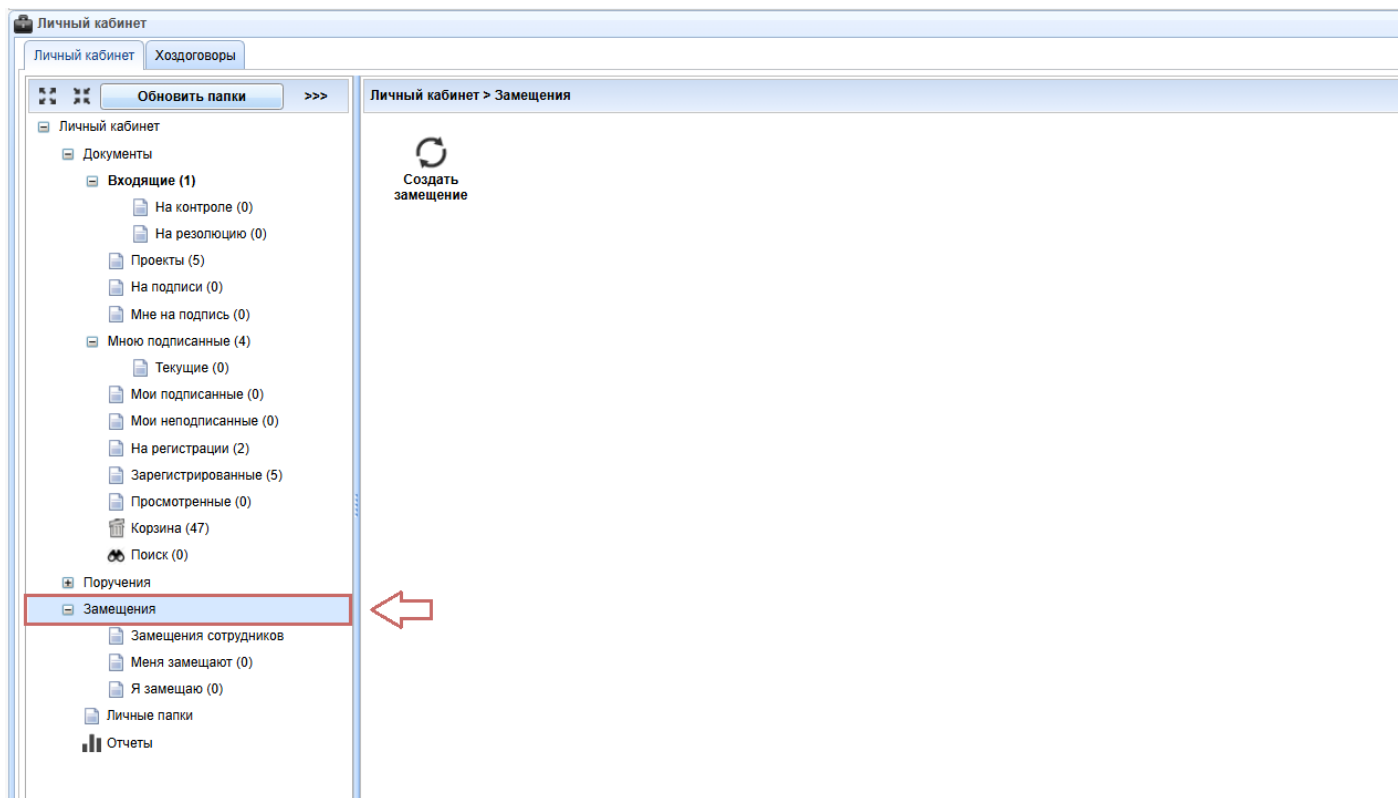 Личный кабинет
Личный кабинет
Хоздоговоры
Обновить папки
>>>
Личный кабинет > Замещения
Личный кабинет
Документы
Входящие (1)
На контроле (0)
На резолюцию (0)
Проекты (5)
На подписи (0)
Мне на подпись (0)
Мною подписанные (4)
Текущие (0)
Мои подписанные (0)
Мои неподписанные (0)
На регистрации (2)
Зарегистрированные (5)
Просмотренные (0)
Корзина (47)
Поиск (0)
Поручения
Замещения
Замещения сотрудников
Меня замещают (0)
Я замещаю (0)
Личные папки
Отчеты
Создать
замещение